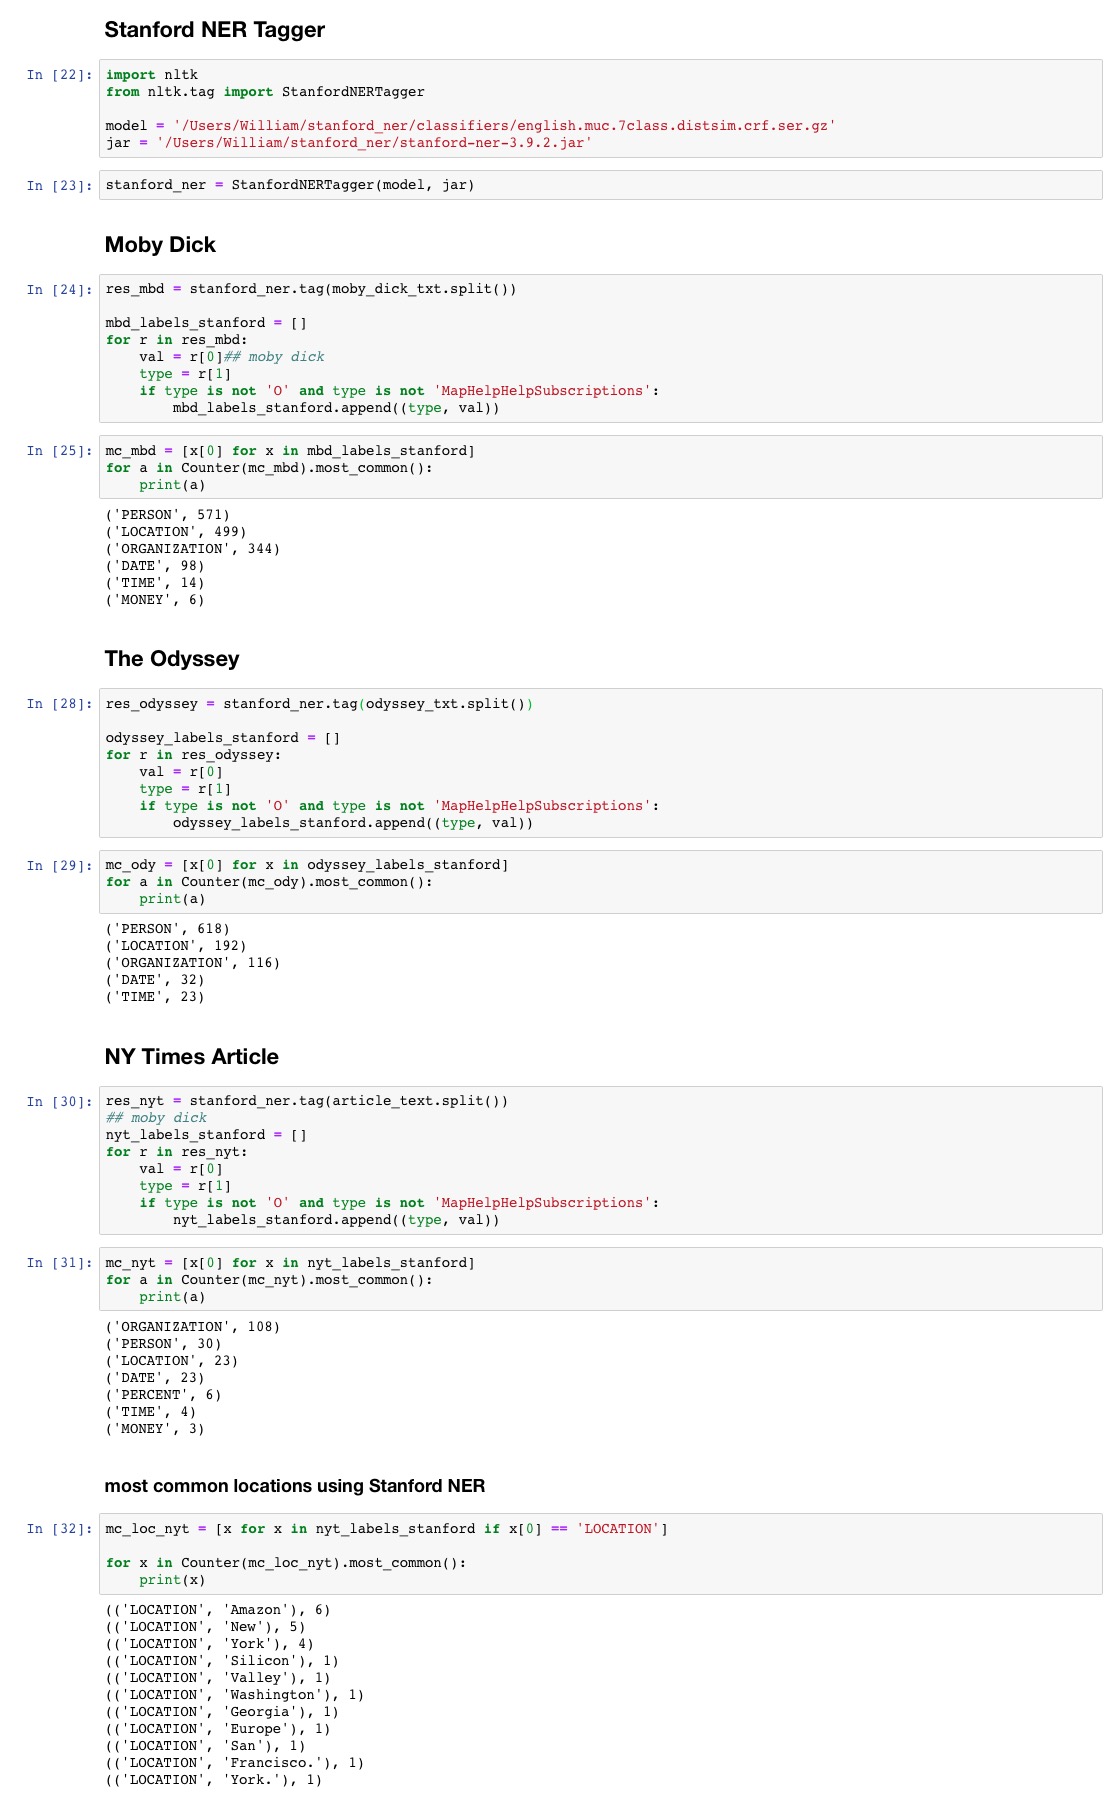 Stanford NER Tagger
In [22]: import nltk
from nltk.tag import StanfordNERTagger
model = '/Users/William/stanford_ner/classifiers/english.muc.7class.distsim.crf.ser.gz'
jar = '/Users/William/stanford_ner/stanford-ner-3.9.2.jar'
In [23]: stanford_ner = StanfordNERTagger(model, jar)
Moby Dick
In [24]: res_mbd = stanford_ner.tag(moby_dick_txt.split())
mbd_labels_stanford = []
for r in res_mbd:
    val = r[0]## moby dick
    type = r[1]
    if type is not 'O' and type is not 'MapHelpHelpSubscriptions':
        mbd_labels_stanford.append((type, val))
In [25]: mc_mbd = [x[0] for x in mbd_labels_stanford]
for a in Counter(mc_mbd).most_common():
    print(a)
('PERSON', 571)
('LOCATION', 499)
('ORGANIZATION', 344)
('DATE', 98)
('TIME', 14)
('MONEY', 6)
The Odyssey
In [28]: res_odyssey = stanford_ner.tag(odyssey_txt.split())
odyssey_labels_stanford = []
for r in res_odyssey:
    val = r[0]
    type = r[1]
    if type is not 'O' and type is not 'MapHelpHelpSubscriptions':
        odyssey_labels_stanford.append((type, val))
In [29]: mc_ody = [x[0] for x in odyssey_labels_stanford]
for a in Counter(mc_ody).most_common():
    print(a)
('PERSON', 618)
('LOCATION', 192)
('ORGANIZATION', 116)
('DATE', 32)
('TIME', 23)
NY Times Article
In [30]: res_nyt = stanford_ner.tag(article_text.split())
## moby dick
nyt_labels_stanford = []
for r in res_nyt:
    val = r[0]
    type = r[1]
    if type is not 'O' and type is not 'MapHelpHelpSubscriptions':
        nyt_labels_stanford.append((type, val))
In [31]: mc_nyt = [x[0] for x in nyt_labels_stanford]
for a in Counter(mc_nyt).most_common():
    print(a)
('ORGANIZATION', 108)
('PERSON', 30)
('LOCATION', 23)
('DATE', 23)
('PERCENT', 6)
('TIME', 4)
('MONEY', 3)
most common locations using Stanford NER
In [32]: mc_loc_nyt = [x for x in nyt_labels_stanford if x[0] == 'LOCATION']
for x in Counter(mc_loc_nyt).most_common():
    print(x)
(('LOCATION', 'Amazon'), 6)
(('LOCATION', 'New'), 5)
(('LOCATION', 'York'), 4)
(('LOCATION', 'Silicon'), 1)
(('LOCATION', 'Valley'), 1)
(('LOCATION', 'Washington'), 1)
(('LOCATION', 'Georgia'), 1)
(('LOCATION', 'Europe'), 1)
(('LOCATION', 'San'), 1)
(('LOCATION', 'Francisco.'), 1)
(('LOCATION', 'York.'), 1)